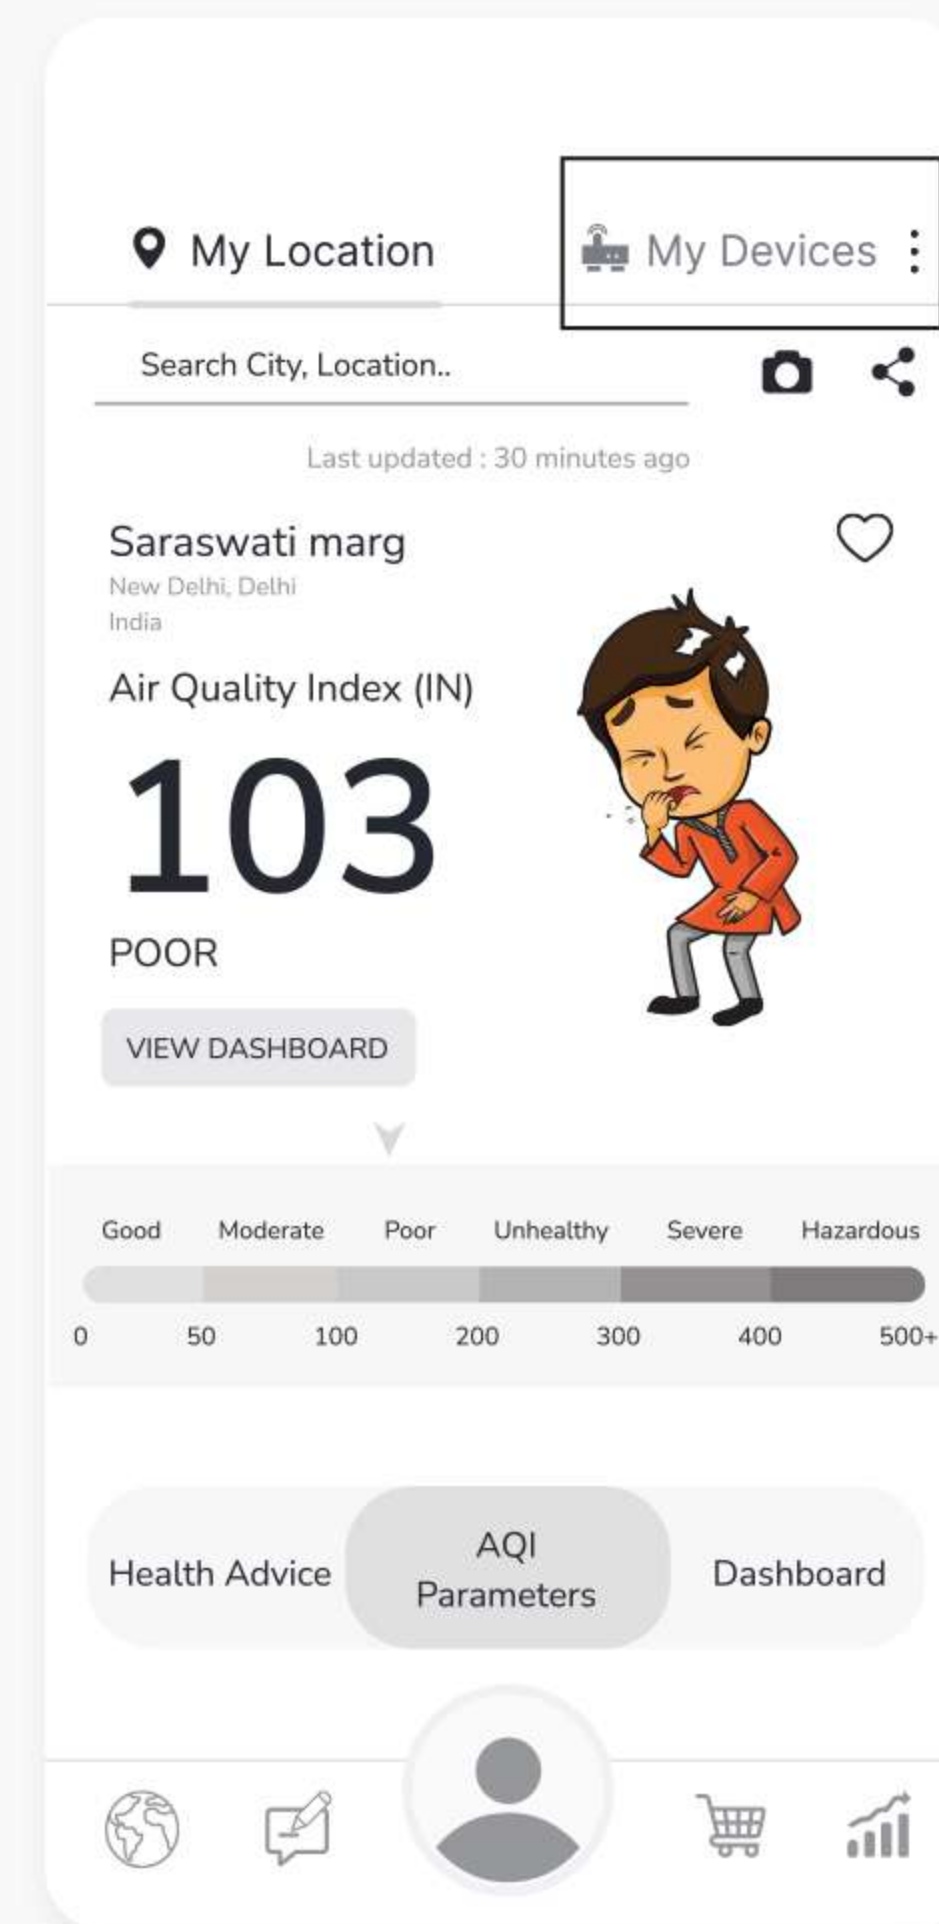 My Location
My Devices
Search City, Location..
Last updated : 30 minutes ago
Saraswati marg
New Delhi, Delhi
India
Air Quality Index (IN)
103
POOR
VIEW DASHBOARD
Good Moderate Poor Unhealthy Severe Hazardous
0 50 100 200 300 400 500+
Health Advice
AQI
Parameters
Dashboard